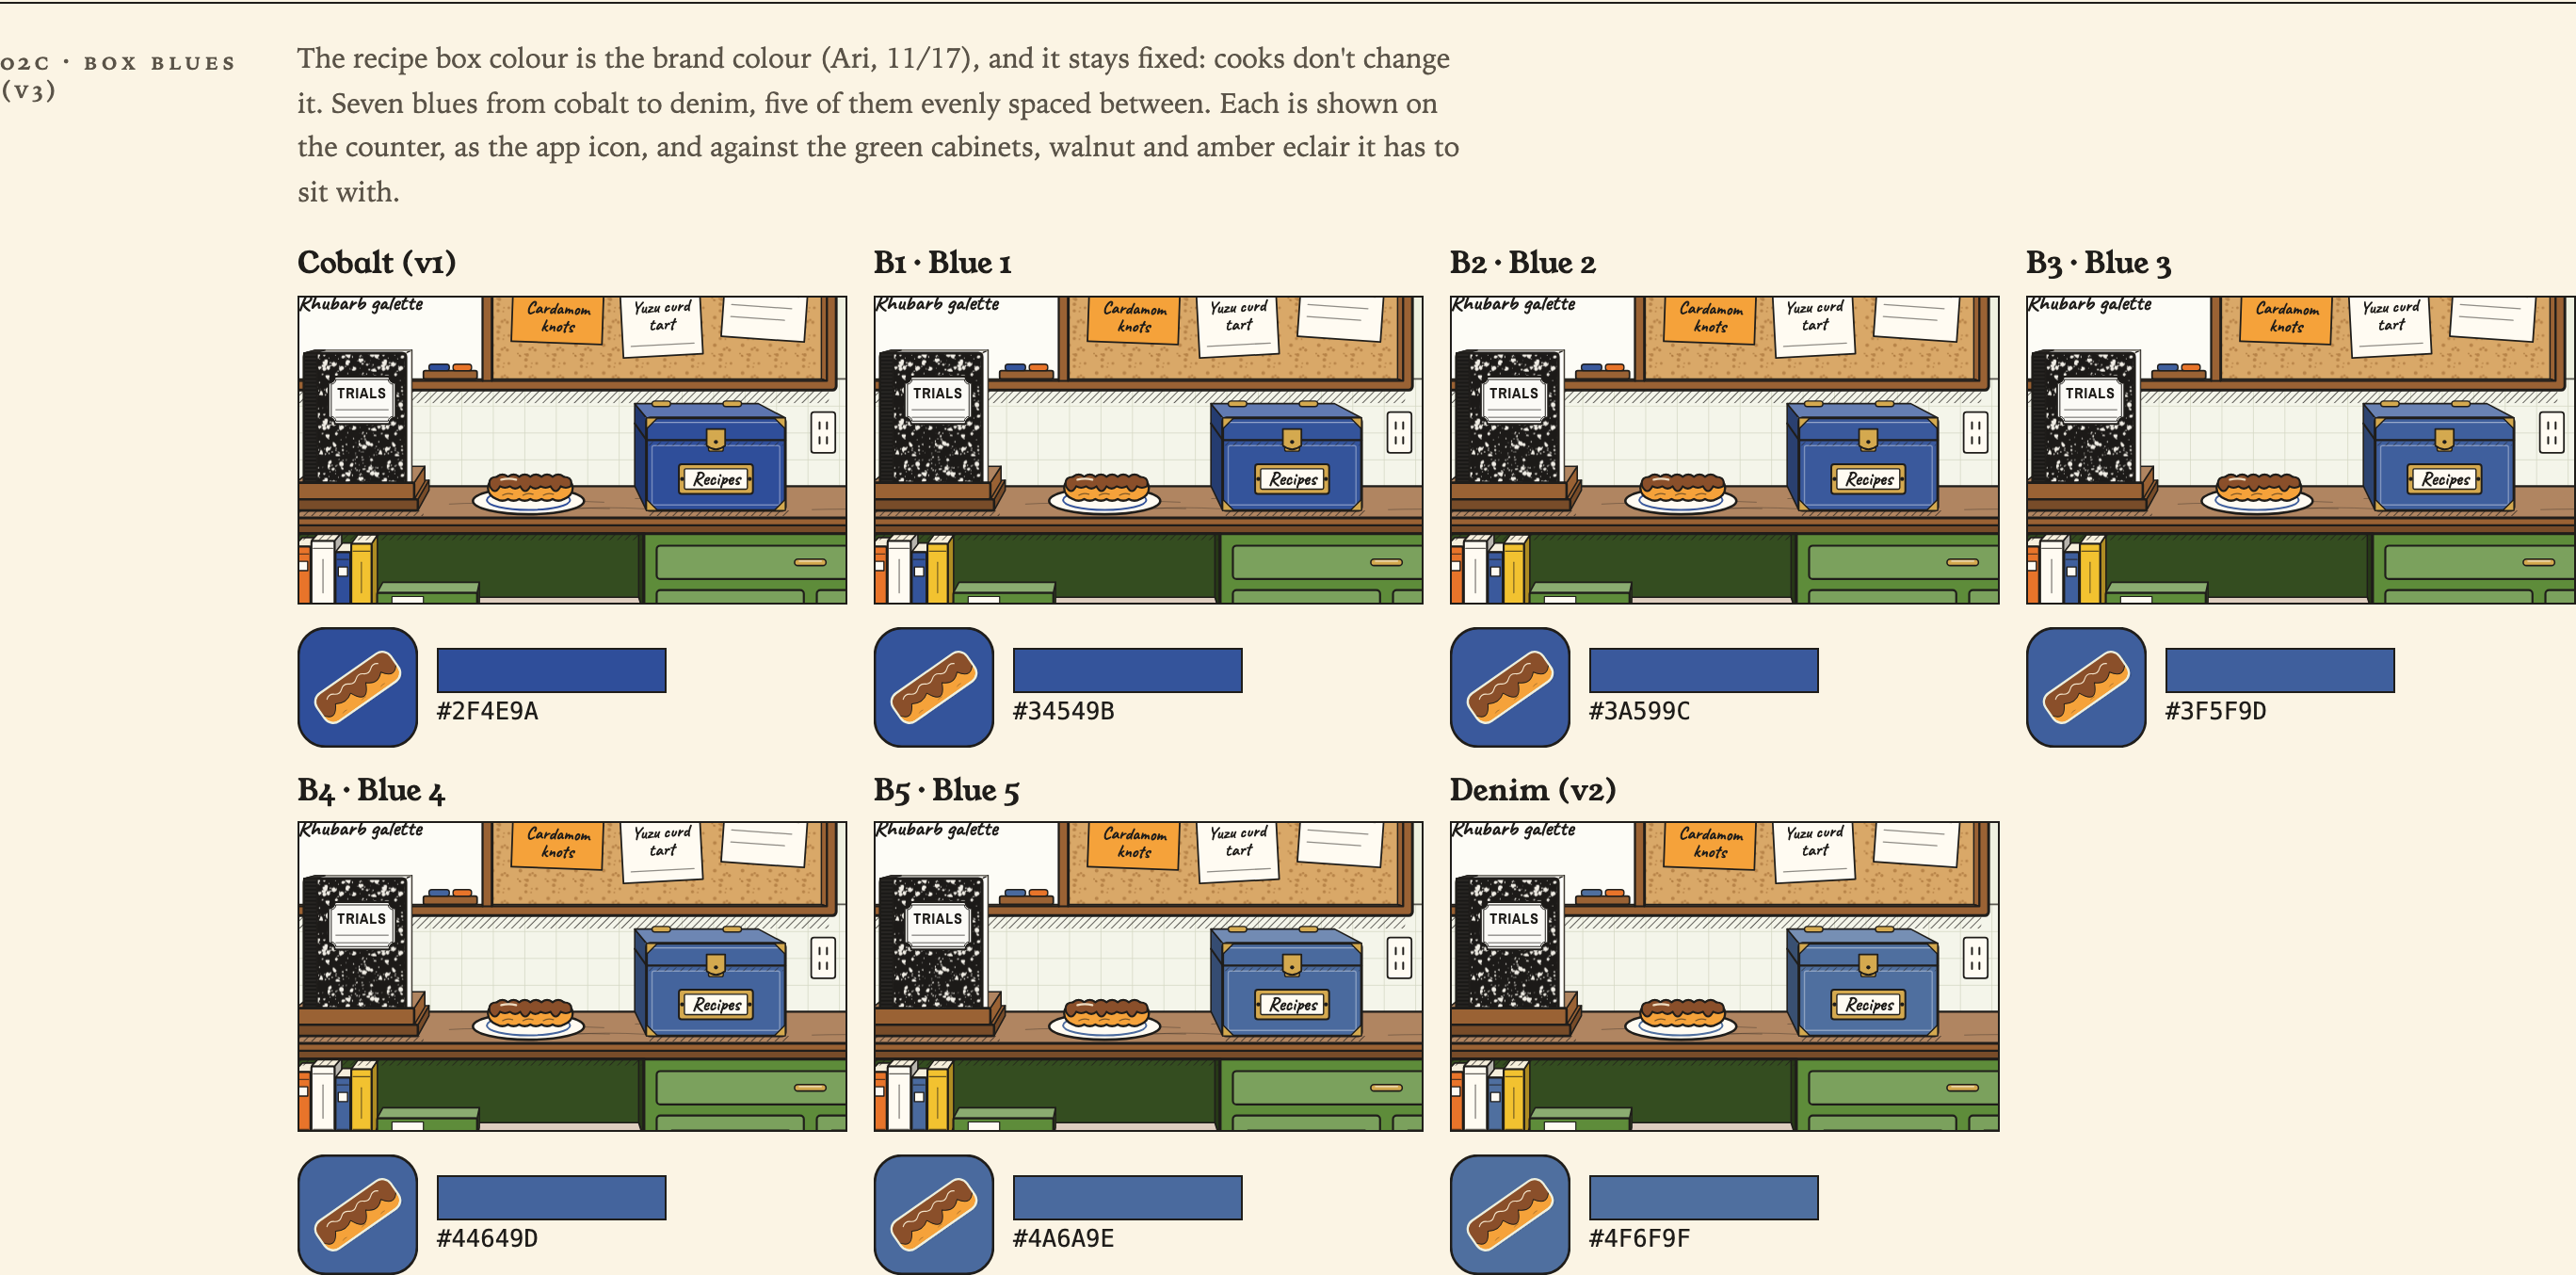 02C · BOX BLUES
(V3)
The recipe box colour is the brand colour (Ari, 11/17), and it stays fixed: cooks don't change
it. Seven blues from cobalt to denim, five of them evenly spaced between. Each is shown on
the counter, as the app icon, and against the green cabinets, walnut and amber eclair it has to
sit with.
Cobalt (v1)
Rhubarb galette
Cardamom
knots
Yuzu curd
tart
TRIALS
Recipes
#2F4E9A
B1 · Blue 1
Rhubarb galette
Cardamom
knots
Yuzu curd
tart
TRIALS
Recipes
#34549B
B2 · Blue 2
Rhubarb galette
Cardamom
knots
Yuzu curd
tart
TRIALS
Recipes
#3A599C
B3 · Blue 3
Rhubarb galette
Cardamom
knots
Yuzu curd
tart
TRIALS
Recipes
#3F5F9D
B4 · Blue 4
Rhubarb galette
Cardamom
knots
Yuzu curd
tart
TRIALS
Recipes
#44649D
B5 · Blue 5
Rhubarb galette
Cardamom
knots
Yuzu curd
tart
TRIALS
Recipes
#4A6A9E
Denim (v2)
Rhubarb galette
Cardamom
knots
Yuzu curd
tart
TRIALS
Recipes
#4F6F9F